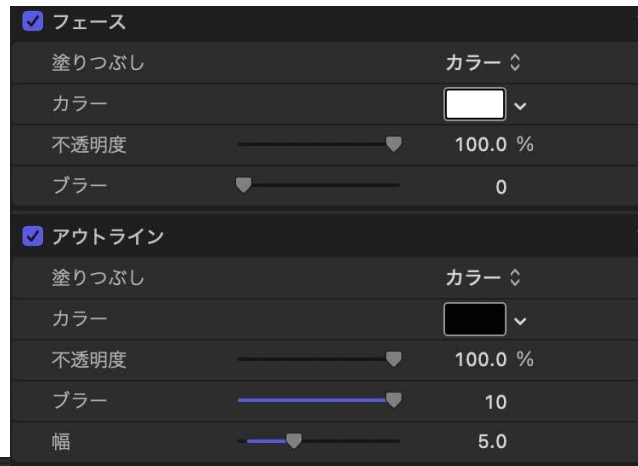 フェース
塗りつぶし カラー
カラー
不透明度 100.0 %
ブラー 0
アウトライン
塗りつぶし カラー
カラー
不透明度 100.0 %
ブラー 10
幅 5.0